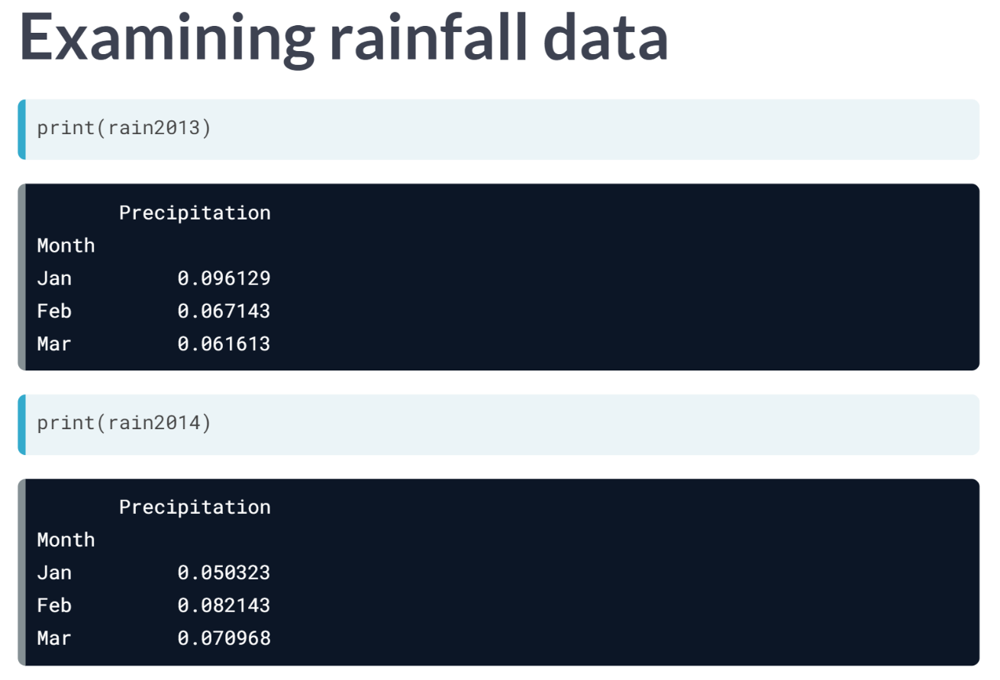 Examining rainfall data
print(rain2013)
Precipitation
Month
Jan 0.096129
Feb 0.067143
Mar 0.061613
print(rain2014)
Precipitation
Month
Jan 0.050323
Feb 0.082143
Mar 0.070968